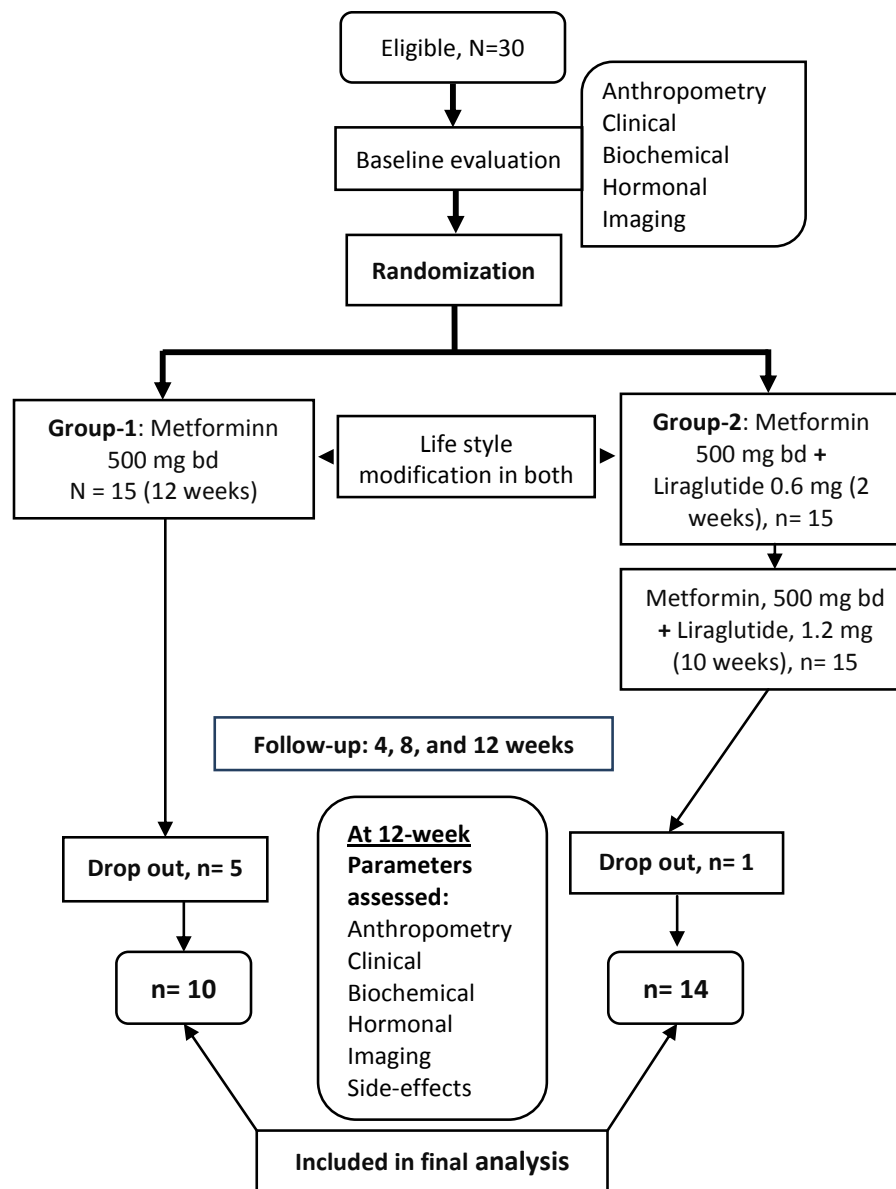 Eligible, N=30
Anthropometry
Clinical
Biochemical
Hormonal
Imaging
Baseline evaluation
Randomization
Group-1: Metforminn
500 mg bd
N = 15 (12 weeks)
Life style
modification in both
Group-2: Metformin
500 mg bd +
Liraglutide 0.6 mg (2
weeks), n= 15
Metformin, 500 mg bd
+ Liraglutide, 1.2 mg
(10 weeks), n= 15
Follow-up: 4, 8, and 12 weeks
At 12-week
Parameters
assessed:
Anthropometry
Clinical
Biochemical
Hormonal
Imaging
Side-effects
Drop out, n= 5
Drop out, n= 1
n= 10
n= 14
Included in final analysis